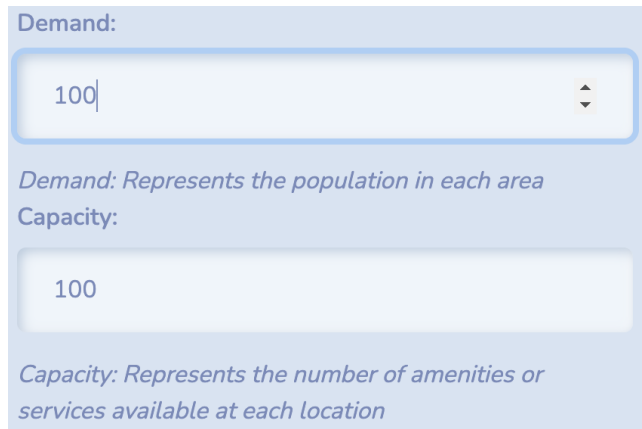 Demand:
100
Demand: Represents the population in each area
Capacity:
100
Capacity: Represents the number of amenities or
services available at each location